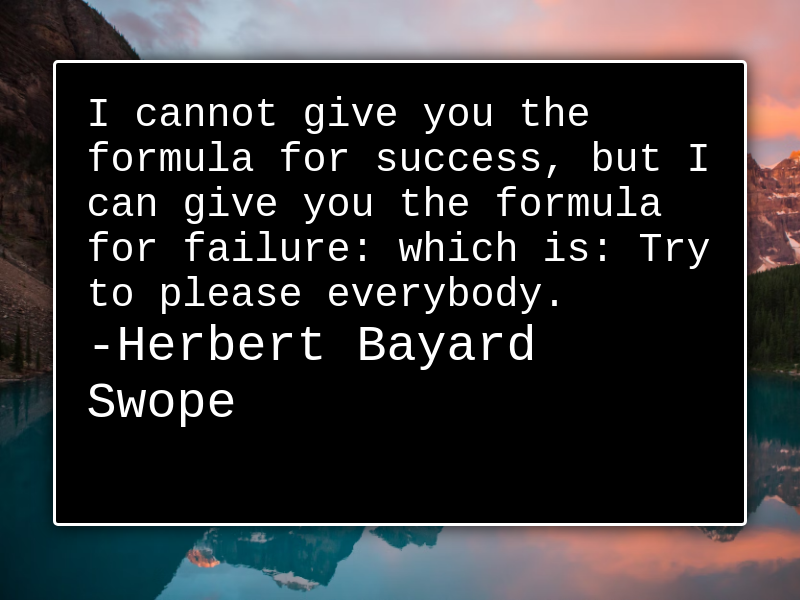 I cannot give you the
formula for success, but I
can give you the formula
for failure: which is: Try
to please everybody.
-Herbert Bayard
Swope